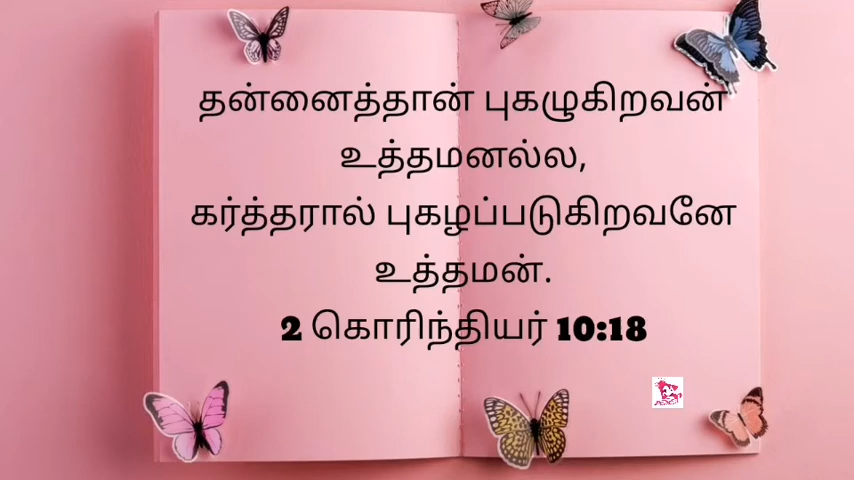 தன்னைத்தான் புகழுகிறவன்
உத்தமனல்ல,
கர்த்தரால் புகழப்படுகிறவனே
உத்தமன்.
2 கொரிந்தியர் 10:18